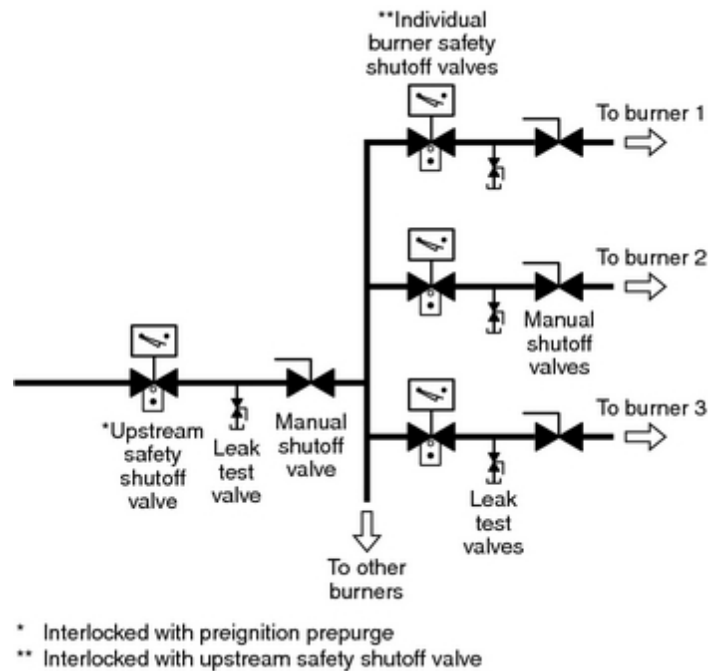 **Individual
burner safety
shutoff valves
To burner 1
To burner 2
Manual
shutoff
valves
To burner 3
*Upstream
safety
shutoff
valve
Leak
test
valve
Manual
shutoff
valve
Leak
test
valves
To other
burners
* Interlocked with preignition prepurge
** Interlocked with upstream safety shutoff valve